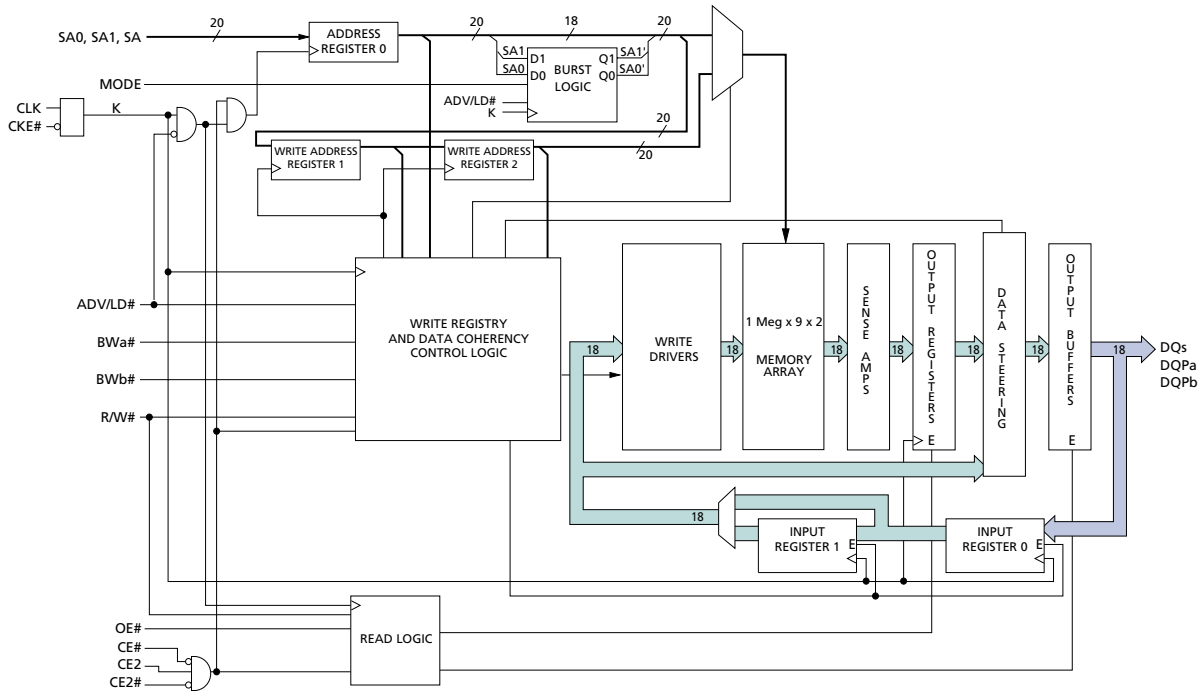 20
18
20
20
SA0, SA1, SA
ADDRESS
REGISTER 0
SA1
SA0
D1
D0
BURST
LOGIC
Q1
Q0
SA1'
SA0'
MODE
ADV/LD#
K
CLK
CKE#
K
20
20
WRITE ADDRESS
REGISTER 1
WRITE ADDRESS
REGISTER 2
ADV/LD#
BWa#
BWb#
R/W#
WRITE REGISTRY
AND DATA COHERENCY
CONTROL LOGIC
18
WRITE
DRIVERS
18
1 Meg x 9 x 2
MEMORY
ARRAY
18
SENSE AMPS
18
OUTPUT REGISTERS
E
18
DATA STEERING
18
OUTPUT BUFFERS
E
18
DQs
DQPa
DQPb
18
INPUT
REGISTER 1
E
INPUT
REGISTER 0
E
OE#
CE#
CE2
CE2#
READ LOGIC